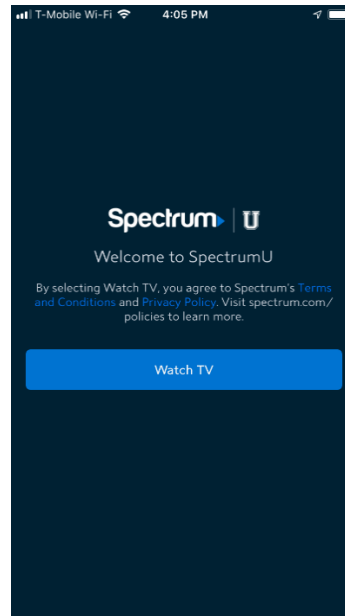 T-Mobile Wi-Fi 4:05 PM
Spectrum U
Welcome to SpectrumU
By selecting Watch TV, you agree to Spectrum's Terms
and Conditions and Privacy Policy. Visit spectrum.com/
policies to learn more.
Watch TV